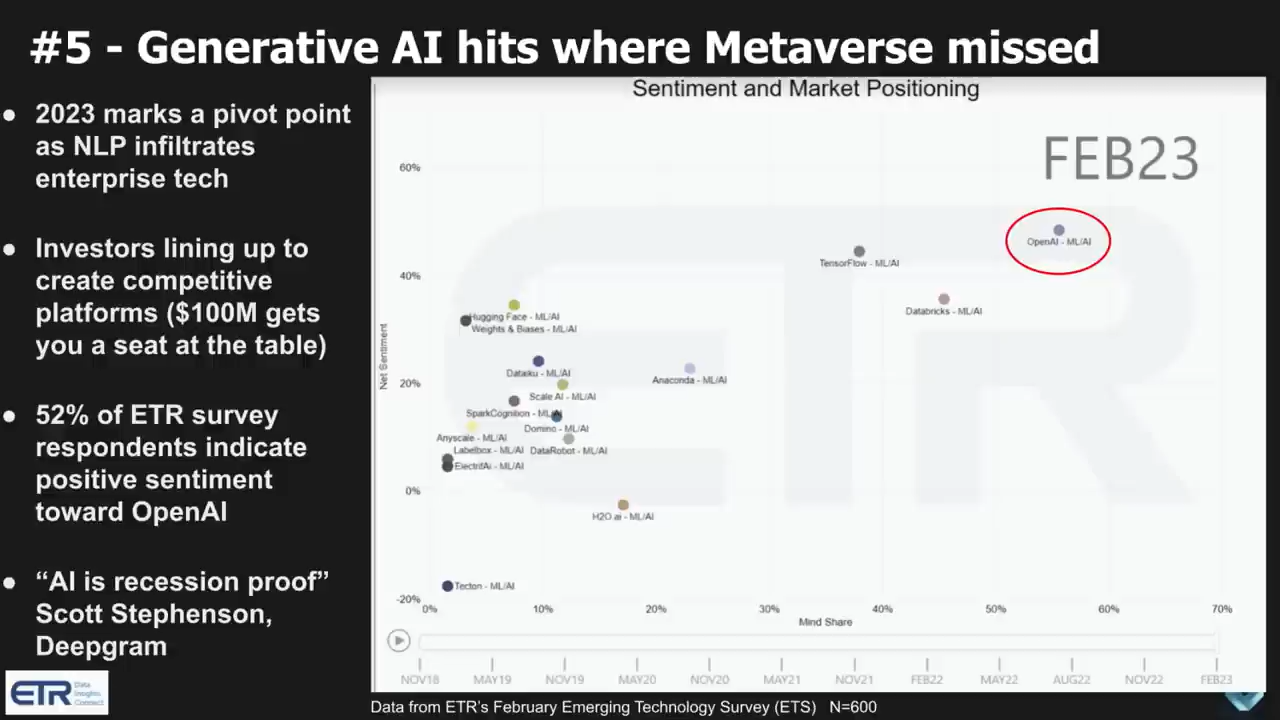 #5 - Generative AI hits where Metaverse missed
● 2023 marks a pivot point
as NLP infiltrates
enterprise tech
● Investors lining up to
create competitive
platforms ($100M gets
you a seat at the table)
● 52% of ETR survey
respondents indicate
positive sentiment
toward OpenAI
● “AI is recession proof”
Scott Stephenson,
Deepgram
ETR Data Insights Connect
Sentiment and Market Positioning
FEB23
Net Sentiment
60%
40%
20%
0%
-20%
OpenAI - ML/AI
TensorFlow - ML/AI
Databricks - ML/AI
Hugging Face - ML/AI
Weights & Biases - ML/AI
Dataiku - ML/AI
Anaconda - ML/AI
Scale AI - ML/AI
SparkCognition - ML/AI
Domino - ML/AI
Anyscale - ML/AI
Labelbox - ML/AI
DataRobot - ML/AI
ElectrifAi - ML/AI
H2O.ai - ML/AI
Tecton - ML/AI
0% 10% 20% 30% 40% 50% 60% 70%
Mind Share
NOV18 MAY19 NOV19 MAY20 NOV20 MAY21 NOV21 FEB22 MAY22 AUG22 NOV22 FEB23
Data from ETR's February Emerging Technology Survey (ETS) N=600
ETR